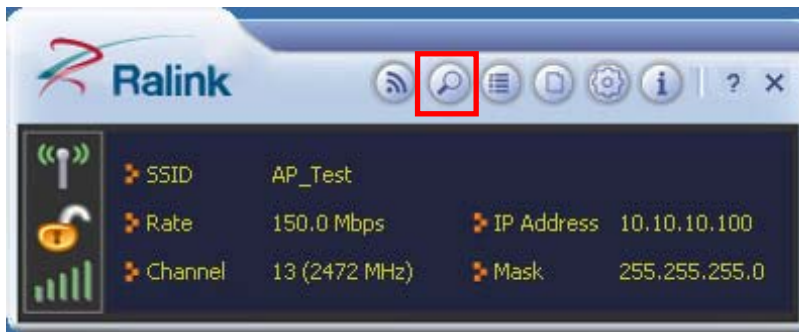 Ralink
i ? ×
SSID AP_Test
Rate 150.0 Mbps IP Address 10.10.10.100
Channel 13 (2472 MHz) Mask 255.255.255.0